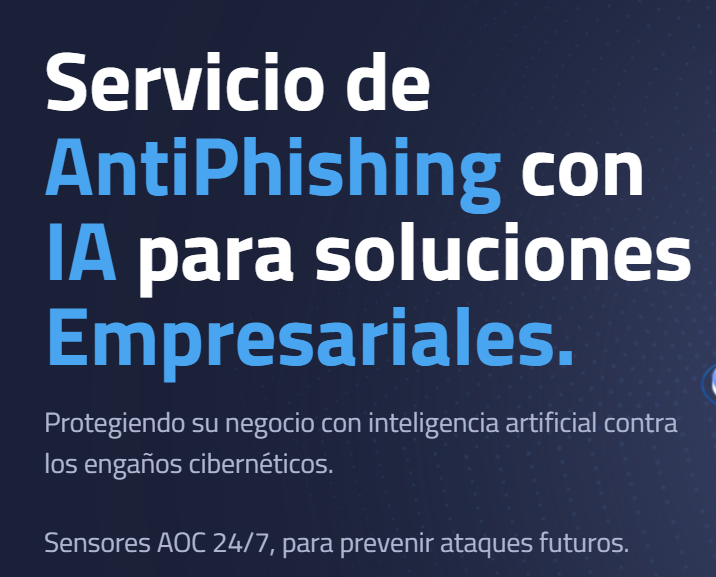 Servicio de
AntiPhishing con
IA para soluciones
Empresariales.
Protegiendo su negocio con inteligencia artificial contra
los engaños cibernéticos.
Sensores AOC 24/7, para prevenir ataques futuros.